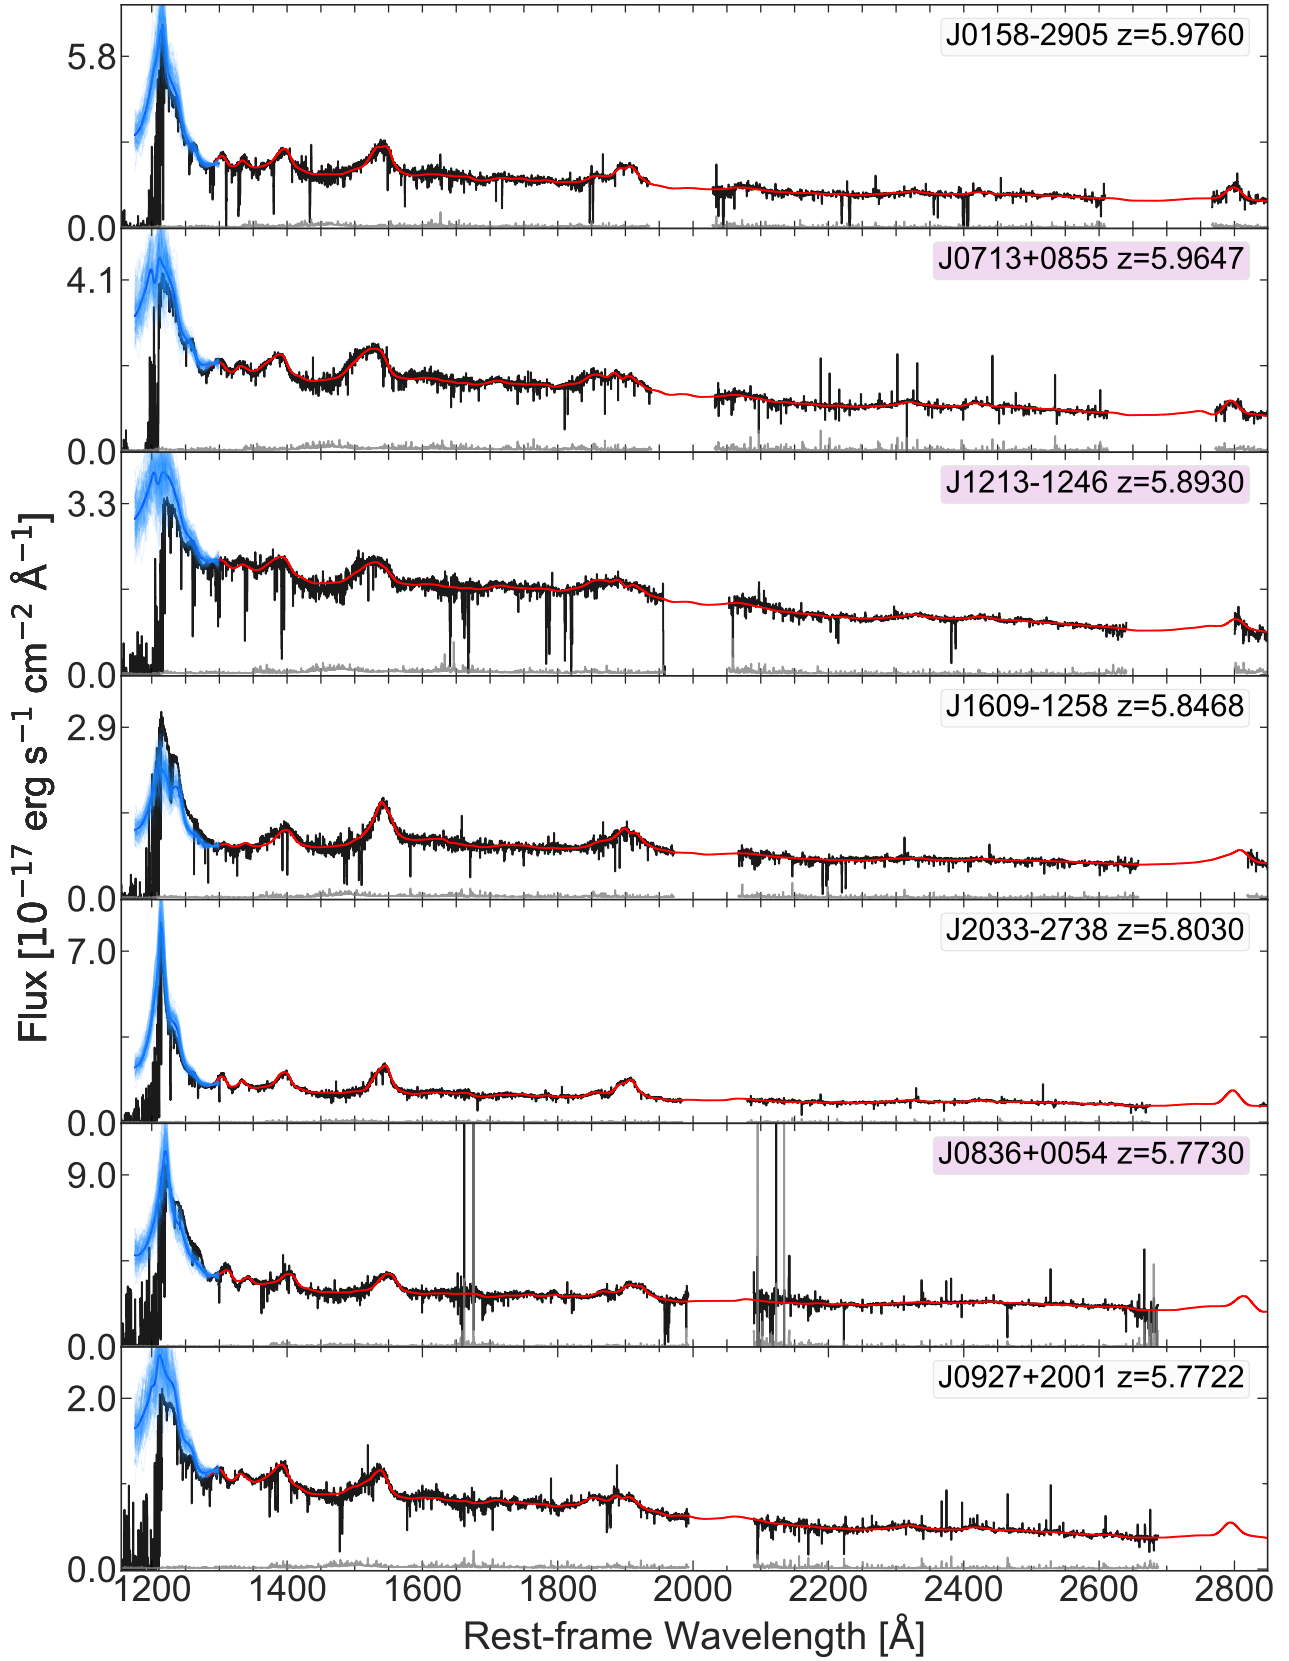 J0158-2905 z=5.9760
5.8
0.0
J0713+0855 z=5.9647
4.1
0.0
J1213-1246 z=5.8930
3.3
0.0
J1609-1258 z=5.8468
2.9
0.0
J2033-2738 z=5.8030
7.0
0.0
J0836+0054 z=5.7730
9.0
0.0
J0927+2001 z=5.7722
2.0
0.0
Flux [10⁻¹⁷ erg s⁻¹ cm⁻² Å⁻¹]
1200 1400 1600 1800 2000 2200 2400 2600 2800
Rest-frame Wavelength [Å]